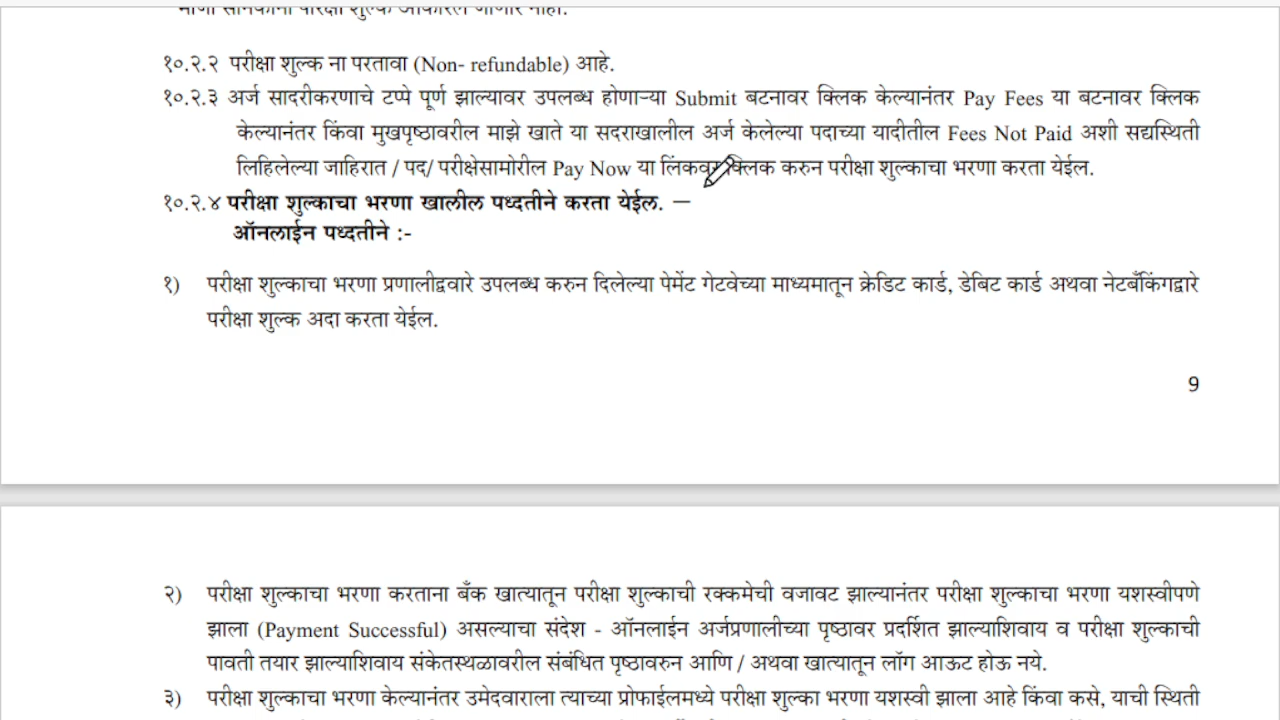 माजी सैनिकांना परिक्षा शुल्क आकारले जाणार नाही.
१०.२.२ परीक्षा शुल्क ना परतावा (Non- refundable) आहे.
१०.२.३ अर्ज सादरीकरणाचे टप्पे पूर्ण झाल्यावर उपलब्ध होणाऱ्या Submit बटनावर क्लिक केल्यानंतर Pay Fees या बटनावर क्लिक
केल्यानंतर किंवा मुखपृष्ठावरील माझे खाते या सदराखालील अर्ज केलेल्या पदाच्या यादीतील Fees Not Paid अशी सद्यस्थिती
लिहिलेल्या जाहिरात / पद/ परीक्षेसामोरील Pay Now या लिंकवर क्लिक करुन परीक्षा शुल्काचा भरणा करता येईल.
१०.२.४ परीक्षा शुल्काचा भरणा खालील पध्दतीने करता येईल. –
ऑनलाईन पध्दतीने :-
१) परीक्षा शुल्काचा भरणा प्रणालीद्वारे उपलब्ध करुन दिलेल्या पेमेंट गेटवेच्या माध्यमातून क्रेडिट कार्ड, डेबिट कार्ड अथवा नेटबँकिंगद्वारे
परीक्षा शुल्क अदा करता येईल.
9
२) परीक्षा शुल्काचा भरणा करताना बँक खात्यातून परीक्षा शुल्काची रक्कमेची वजावट झाल्यानंतर परीक्षा शुल्काचा भरणा यशस्वीपणे
झाला (Payment Successful) असल्याचा संदेश - ऑनलाईन अर्जप्रणालीच्या पृष्ठावर प्रदर्शित झाल्याशिवाय व परीक्षा शुल्काची
पावती तयार झाल्याशिवाय संकेतस्थळावरील संबंधित पृष्ठावरुन आणि / अथवा खात्यातून लॉग आऊट होऊ नये.
३) परीक्षा शुल्काचा भरणा केल्यानंतर उमेदवाराला त्याच्या प्रोफाईलमध्ये परीक्षा शुल्का भरणा यशस्वी झाला आहे किंवा कसे, याची स्थिती